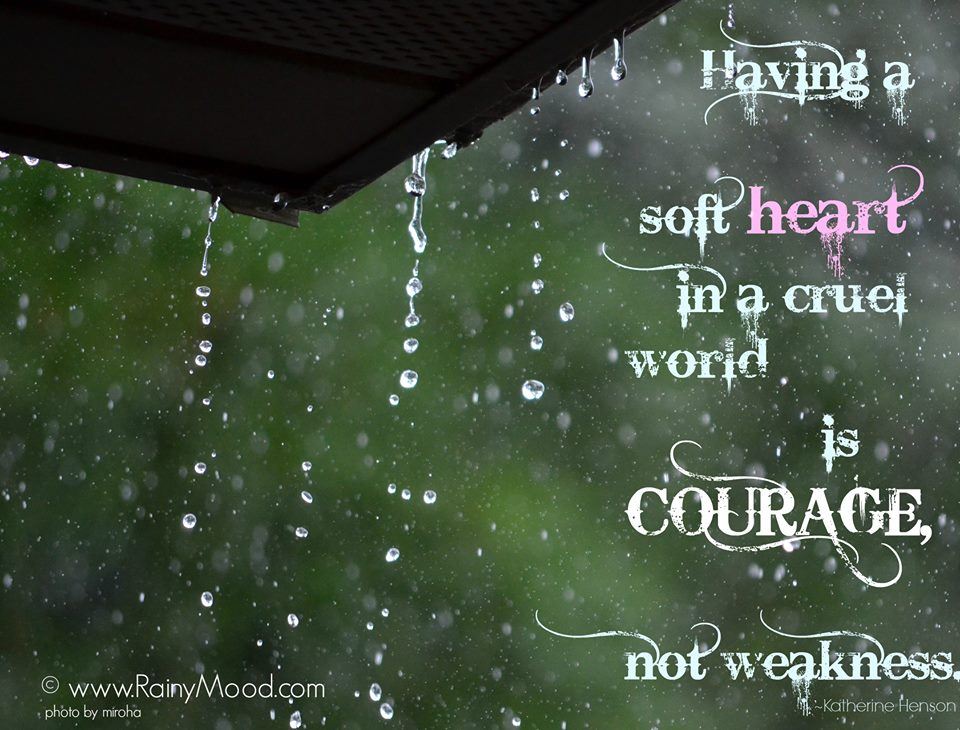 Having a
soft heart
in a cruel
world
is
COURAGE,
not weakness.
~Katherine Henson
© www.RainyMood.com
photo by miroha